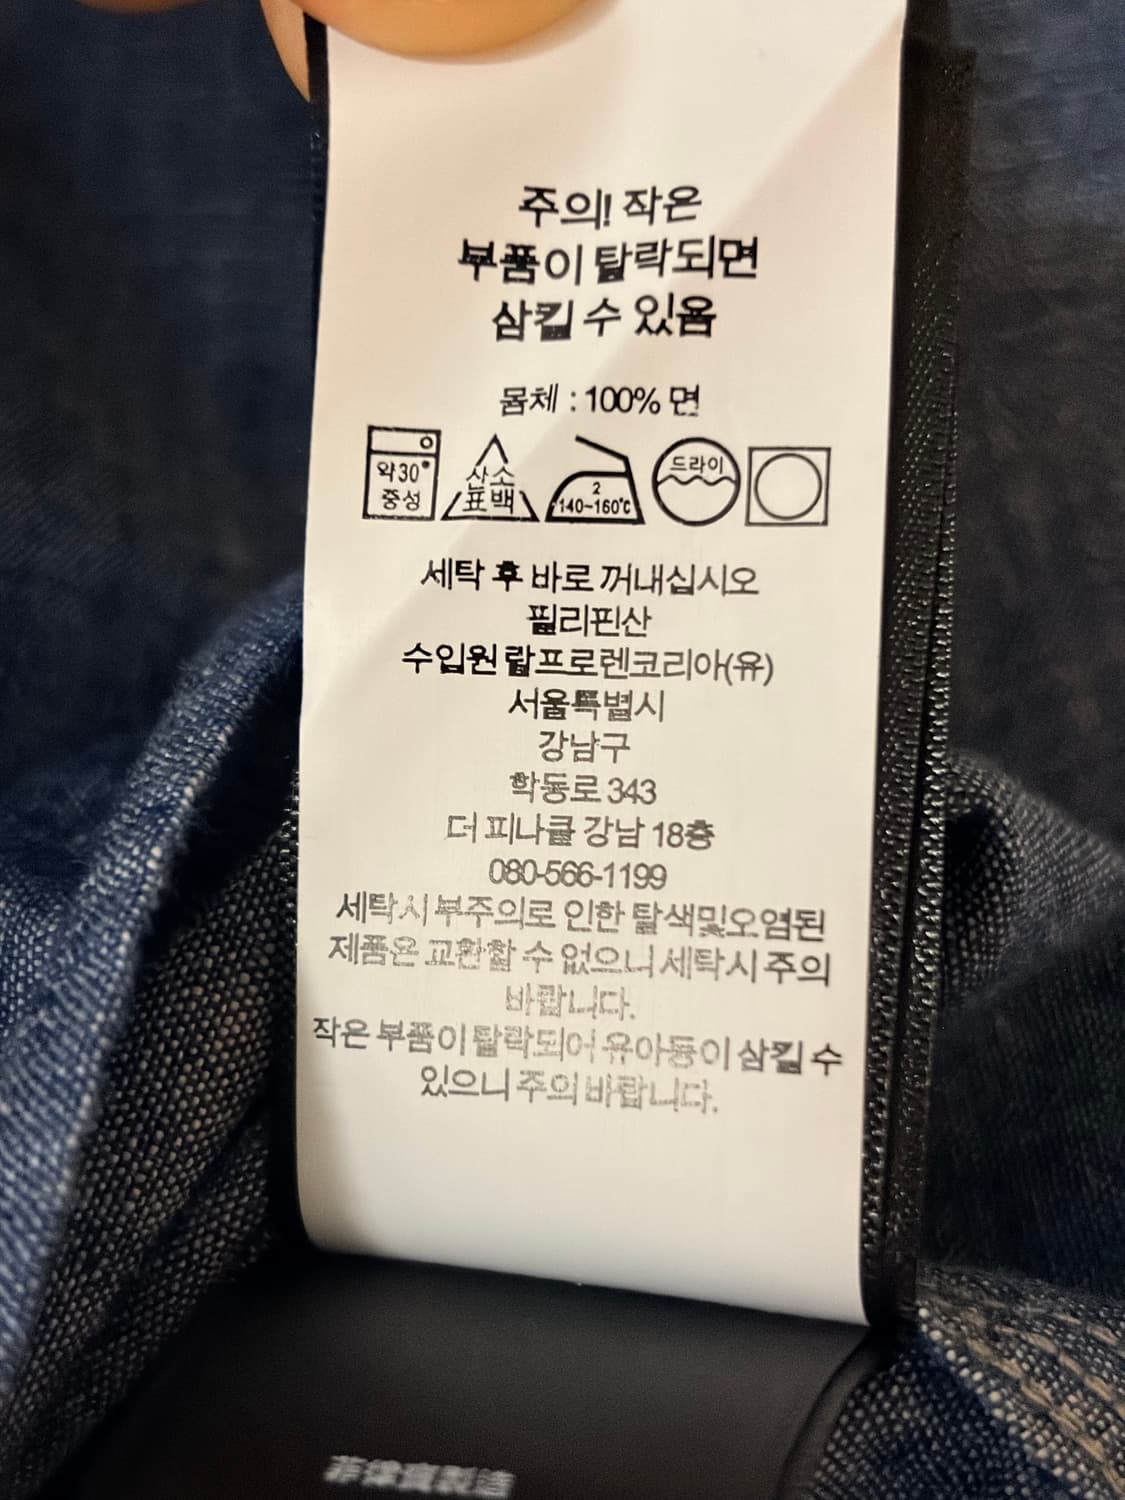 주의! 작은
부품이 탈락되면
삼킬 수 있음
몸체 : 100% 면
약30°
중성
산소
표백
2
140~160℃
드라이
세탁 후 바로 꺼내십시오
필리핀산
수입원 랄프로렌코리아(유)
서울특별시
강남구
학동로 343
더 피나클 강남 18층
080-566-1199
세탁시 부주의로 인한 탈색및오염된
제품은 교환할 수 없으니 세탁시 주의
바랍니다.
작은 부품이 탈락되어 유아동이 삼킬 수
있으니 주의 바랍니다.
菲律賓製造